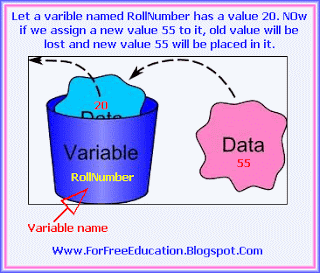 Let a varible named RollNumber has a value 20. NOw
if we assign a new value 55 to it, old value will be
lost and new value 55 will be placed in it.
20
Data
Variable
RollNumber
Data
55
Variable name
Www.ForFreeEducation.Blogspot.Com